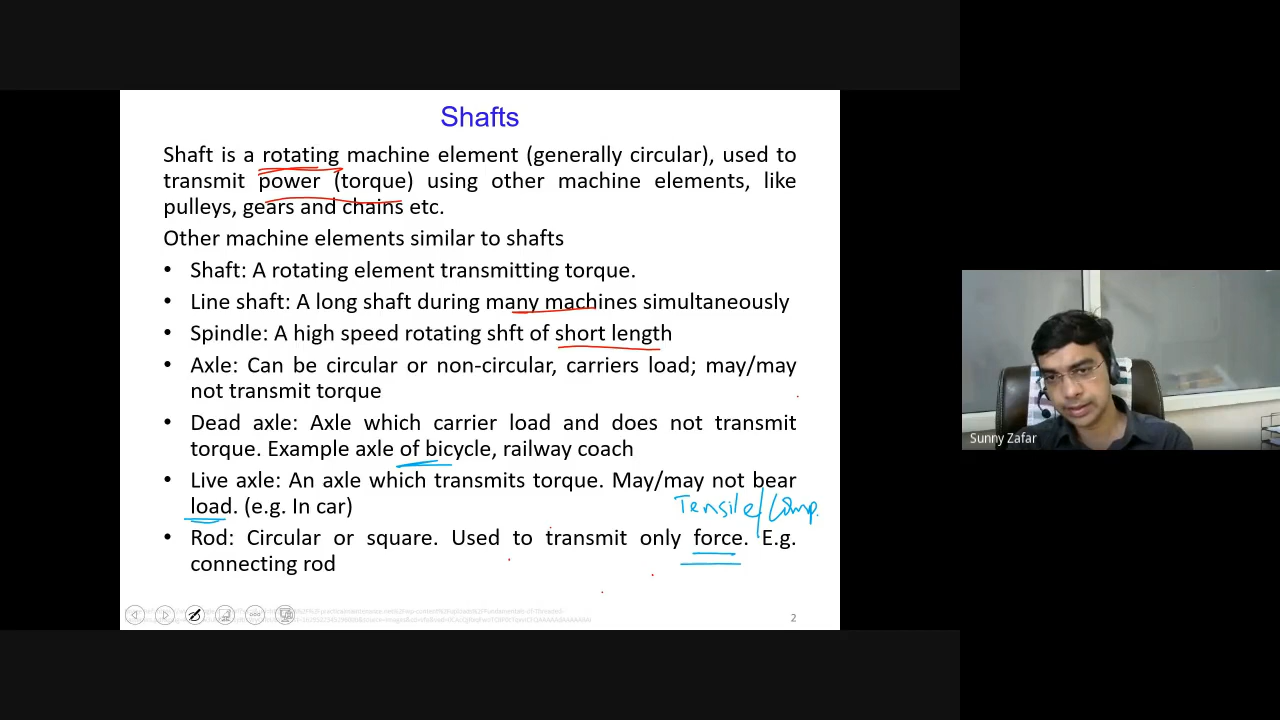 Shafts
Shaft is a rotating machine element (generally circular), used to
transmit power (torque) using other machine elements, like
pulleys, gears and chains etc.
Other machine elements similar to shafts
• Shaft: A rotating element transmitting torque.
• Line shaft: A long shaft during many machines simultaneously
• Spindle: A high speed rotating shft of short length
• Axle: Can be circular or non-circular, carriers load; may/may
not transmit torque
• Dead axle: Axle which carrier load and does not transmit
torque. Example axle of bicycle, railway coach
• Live axle: An axle which transmits torque. May/may not bear
load. (e.g. In car)
Tensile/Comp.
• Rod: Circular or square. Used to transmit only force. E.g.
connecting rod
2
Sunny Zafar